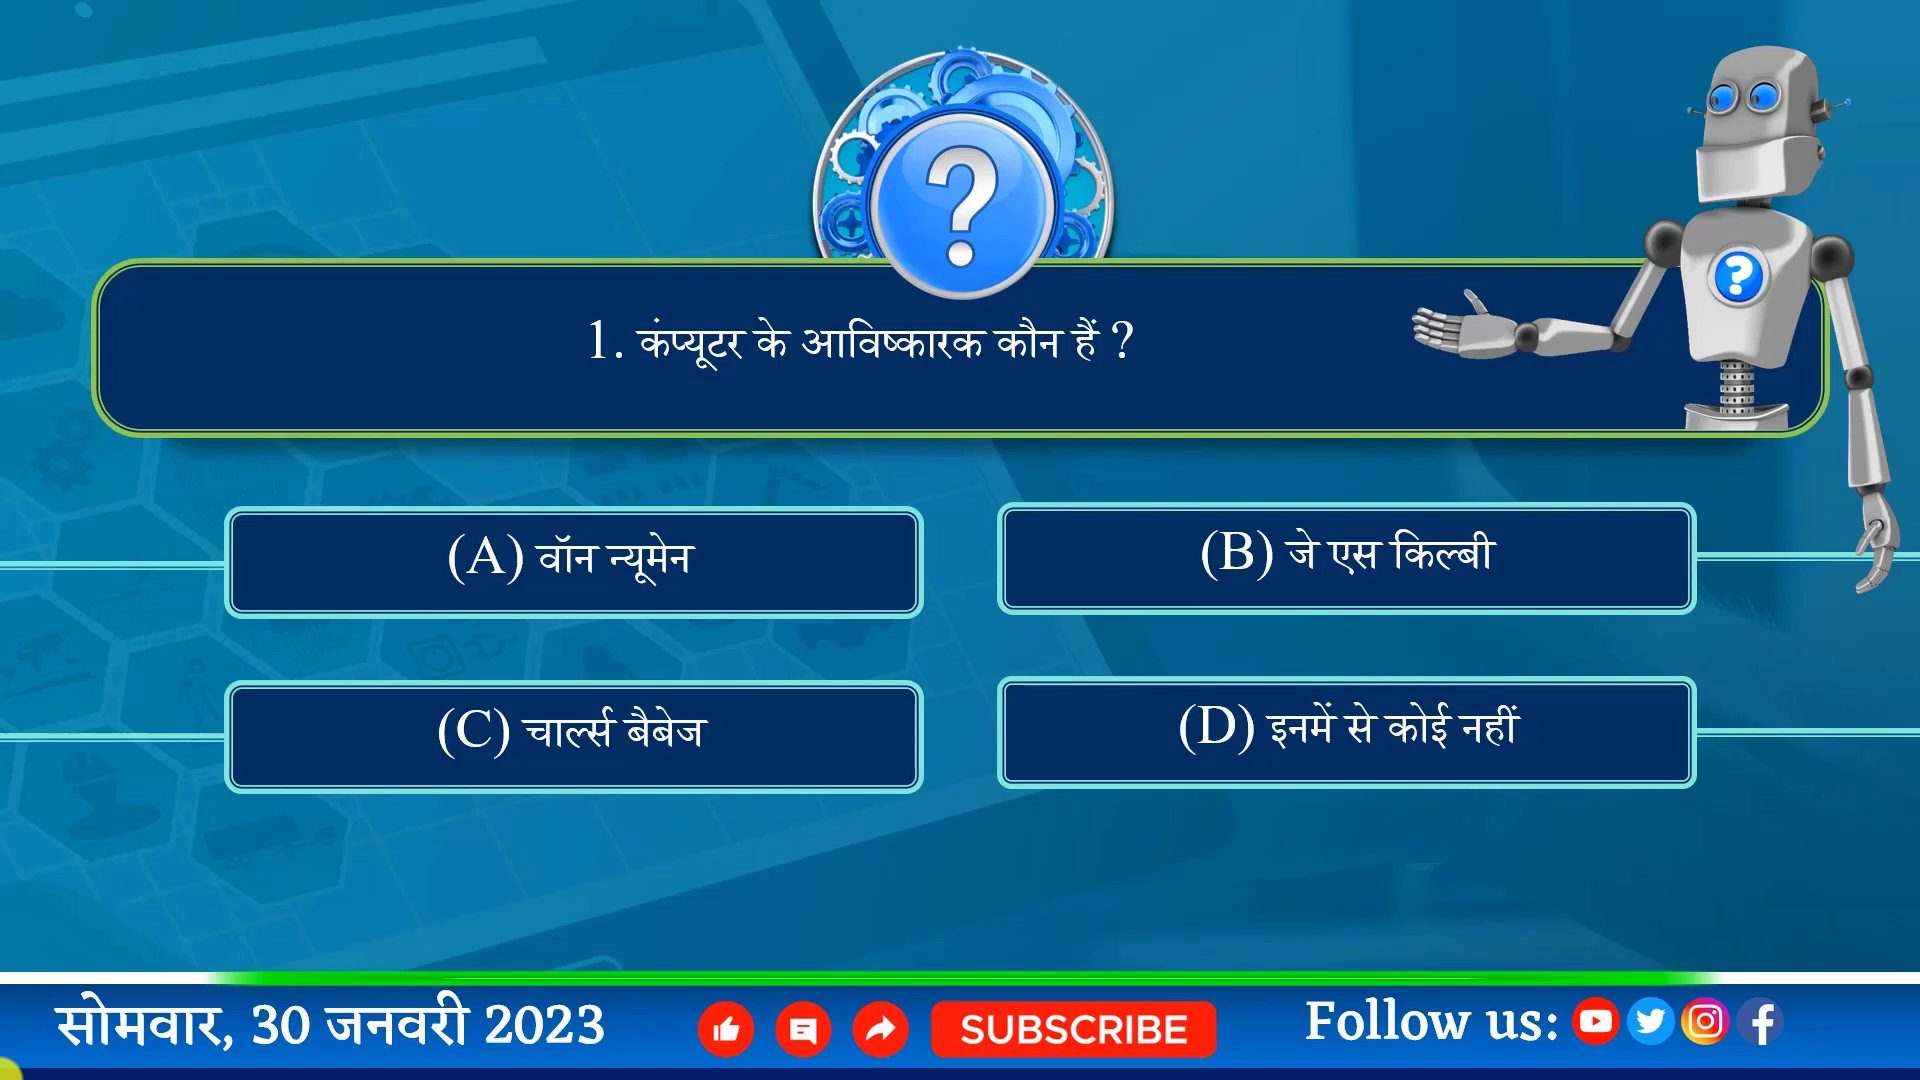 1. कंप्यूटर के आविष्कारक कौन हैं ?
(A) वॉन न्यूमेन
(B) जे एस किल्बी
(C) चार्ल्स बैबेज
(D) इनमें से कोई नहीं
सोमवार, 30 जनवरी 2023
SUBSCRIBE
Follow us: